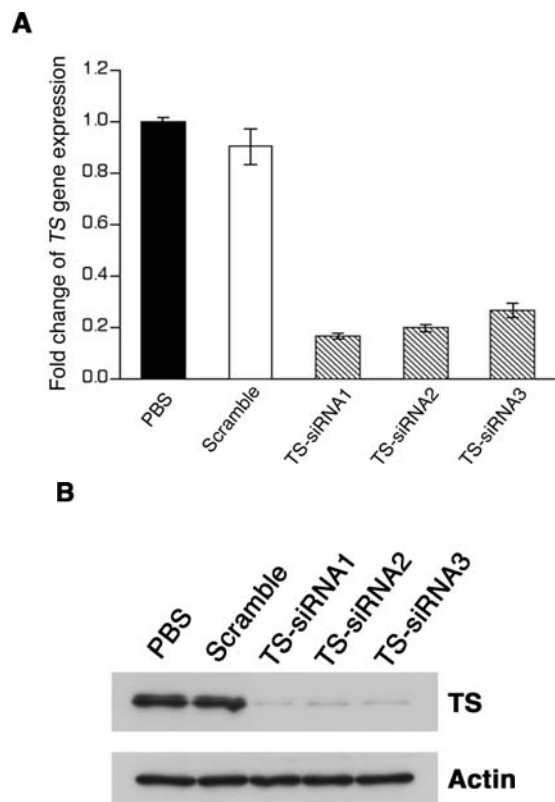 A
Fold change of TS gene expression
1.2
1.0
0.8
0.6
0.4
0.2
0.0
PBS
Scramble
TS-siRNA1
TS-siRNA2
TS-siRNA3
B
PBS
Scramble
TS-siRNA1
TS-siRNA2
TS-siRNA3
TS
Actin